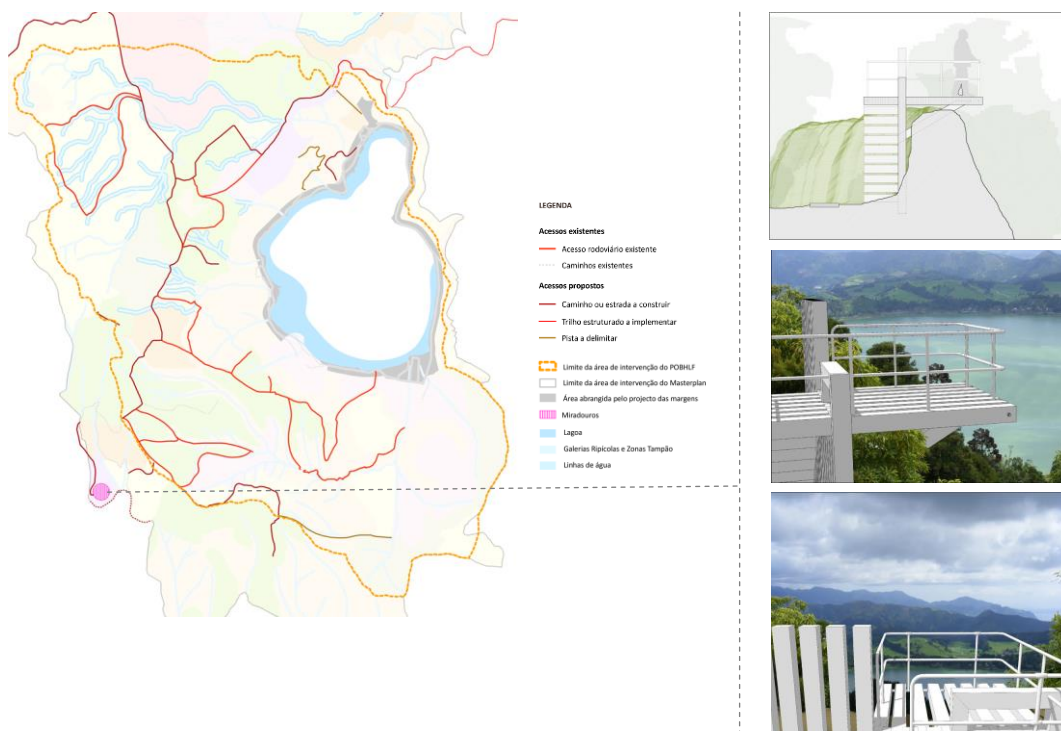 LEGENDA
Acessos existentes
Acesso rodoviário existente
Caminhos existentes
Acessos propostos
Caminho ou estrada a construir
Trilho estruturado a implementar
Pista a delimitar
Limite da área de intervenção do POBHLF
Limite da área de intervenção do Masterplan
Área abrangida pelo projecto das margens
Miradouros
Lagoa
Galerias Ripícolas e Zonas Tampão
Linhas de água